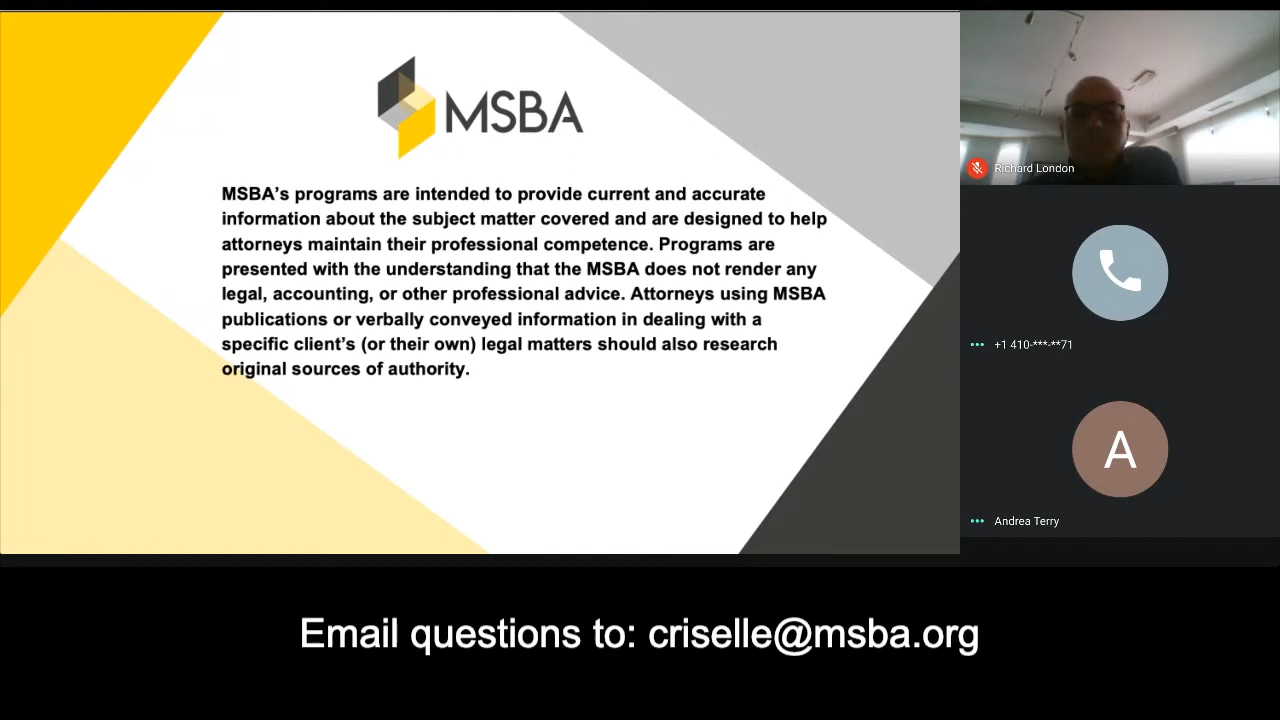 MSBA
MSBA’s programs are intended to provide current and accurate
information about the subject matter covered and are designed to help
attorneys maintain their professional competence. Programs are
presented with the understanding that the MSBA does not render any
legal, accounting, or other professional advice. Attorneys using MSBA
publications or verbally conveyed information in dealing with a
specific client’s (or their own) legal matters should also research
original sources of authority.
Richard London
+1 410-***-**71
A
Andrea Terry
Email questions to: criselle@msba.org